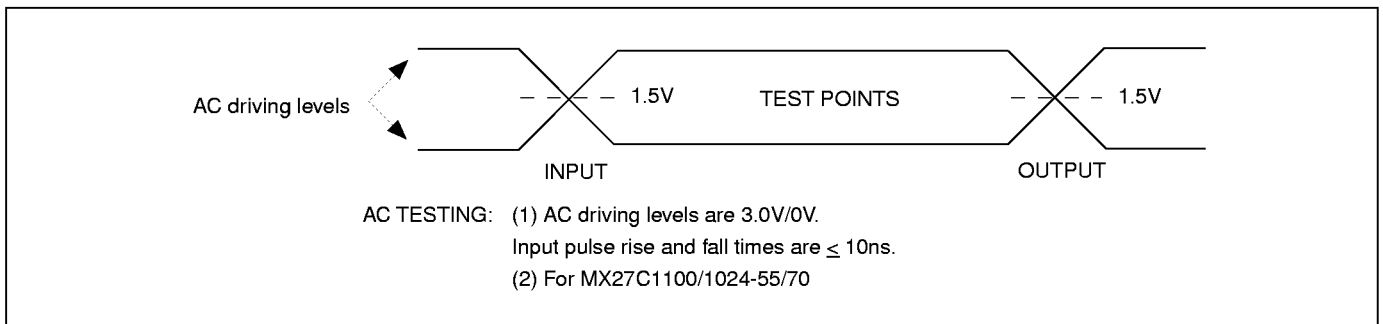 AC driving levels
1.5V
TEST POINTS
1.5V
INPUT
OUTPUT
AC TESTING: (1) AC driving levels are 3.0V/0V.
Input pulse rise and fall times are ≤ 10ns.
(2) For MX27C1100/1024-55/70